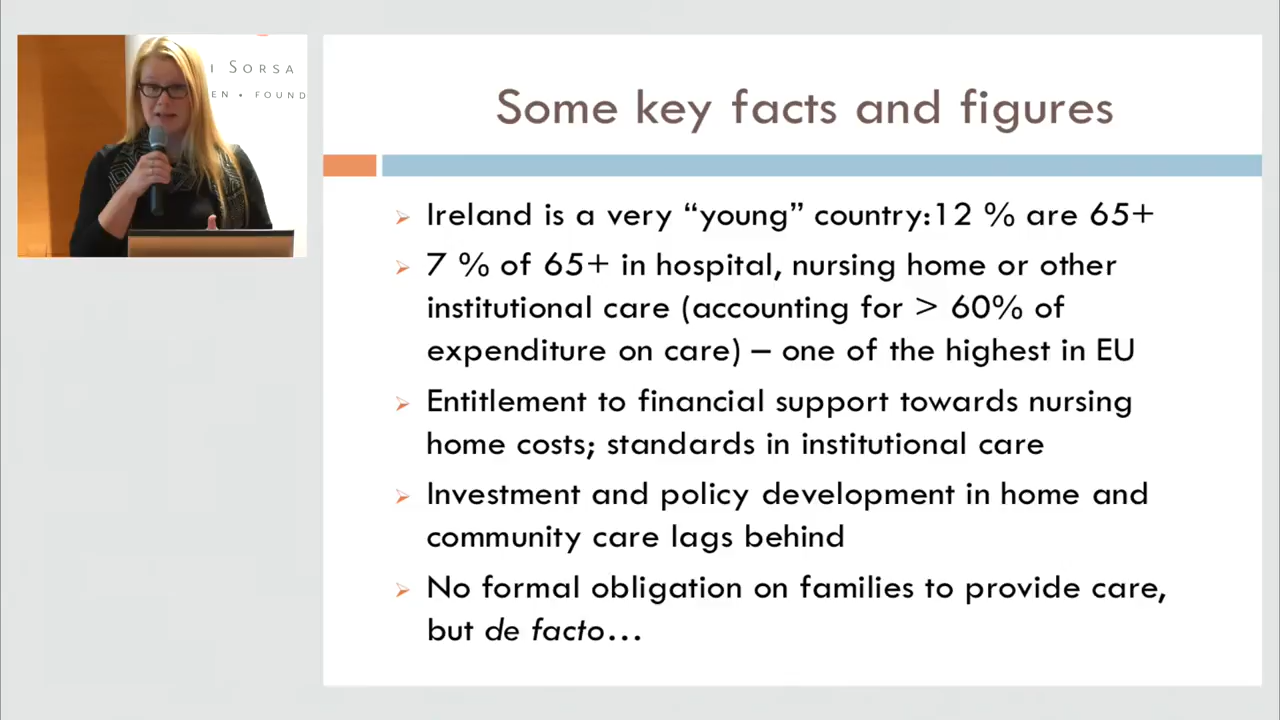 I SORSA
EN • FOUND
Some key facts and figures
Ireland is a very “young” country:12 % are 65+
7 % of 65+ in hospital, nursing home or other
institutional care (accounting for > 60% of
expenditure on care) – one of the highest in EU
Entitlement to financial support towards nursing
home costs; standards in institutional care
Investment and policy development in home and
community care lags behind
No formal obligation on families to provide care,
but de facto…